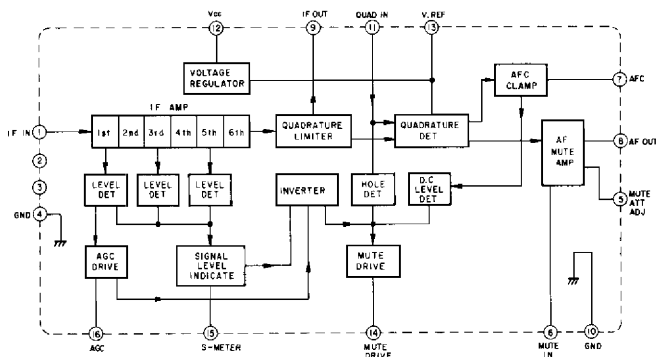 Vcc
IF OUT
QUAD IN
V.REF
12
9
11
13
VOLTAGE
REGULATOR
AFC
CLAMP
7
AFC
IF AMP
IF IN
1
1st
2nd
3rd
4th
5th
6th
QUADRATURE
LIMITER
QUADRATURE
DET
AF
MUTE
AMP
8
AF OUT
2
3
LEVEL
DET
LEVEL
DET
LEVEL
DET
INVERTER
HOLE
DET
D.C
LEVEL
DET
5
MUTE
ATT
ADJ
GND
4
AGC
DRIVE
SIGNAL
LEVEL
INDICATE
MUTE
DRIVE
16
15
14
6
10
AGC
S-METER
MUTE
DRIVE
MUTE
IN
GND